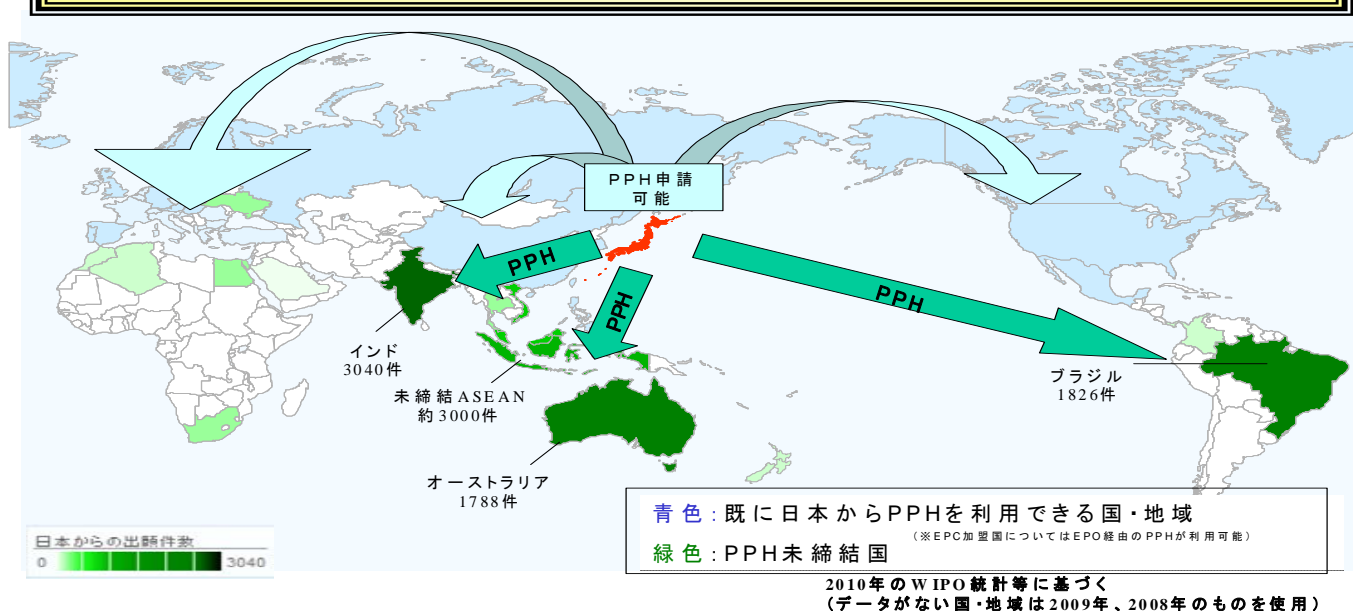 PPH申請
可能
PPH
PPH
PPH
インド
3040件
未締結ASEAN
約3000件
オーストラリア
1788件
ブラジル
1826件
青色:既に日本からPPHを利用できる国・地域
(※EPC加盟国についてはEPO経由のPPHが利用可能)
緑色:PPH未締結国
日本からの出願件数
0 3040
2010年のWIPO統計等に基づく
(データがない国・地域は2009年、2008年のものを使用)